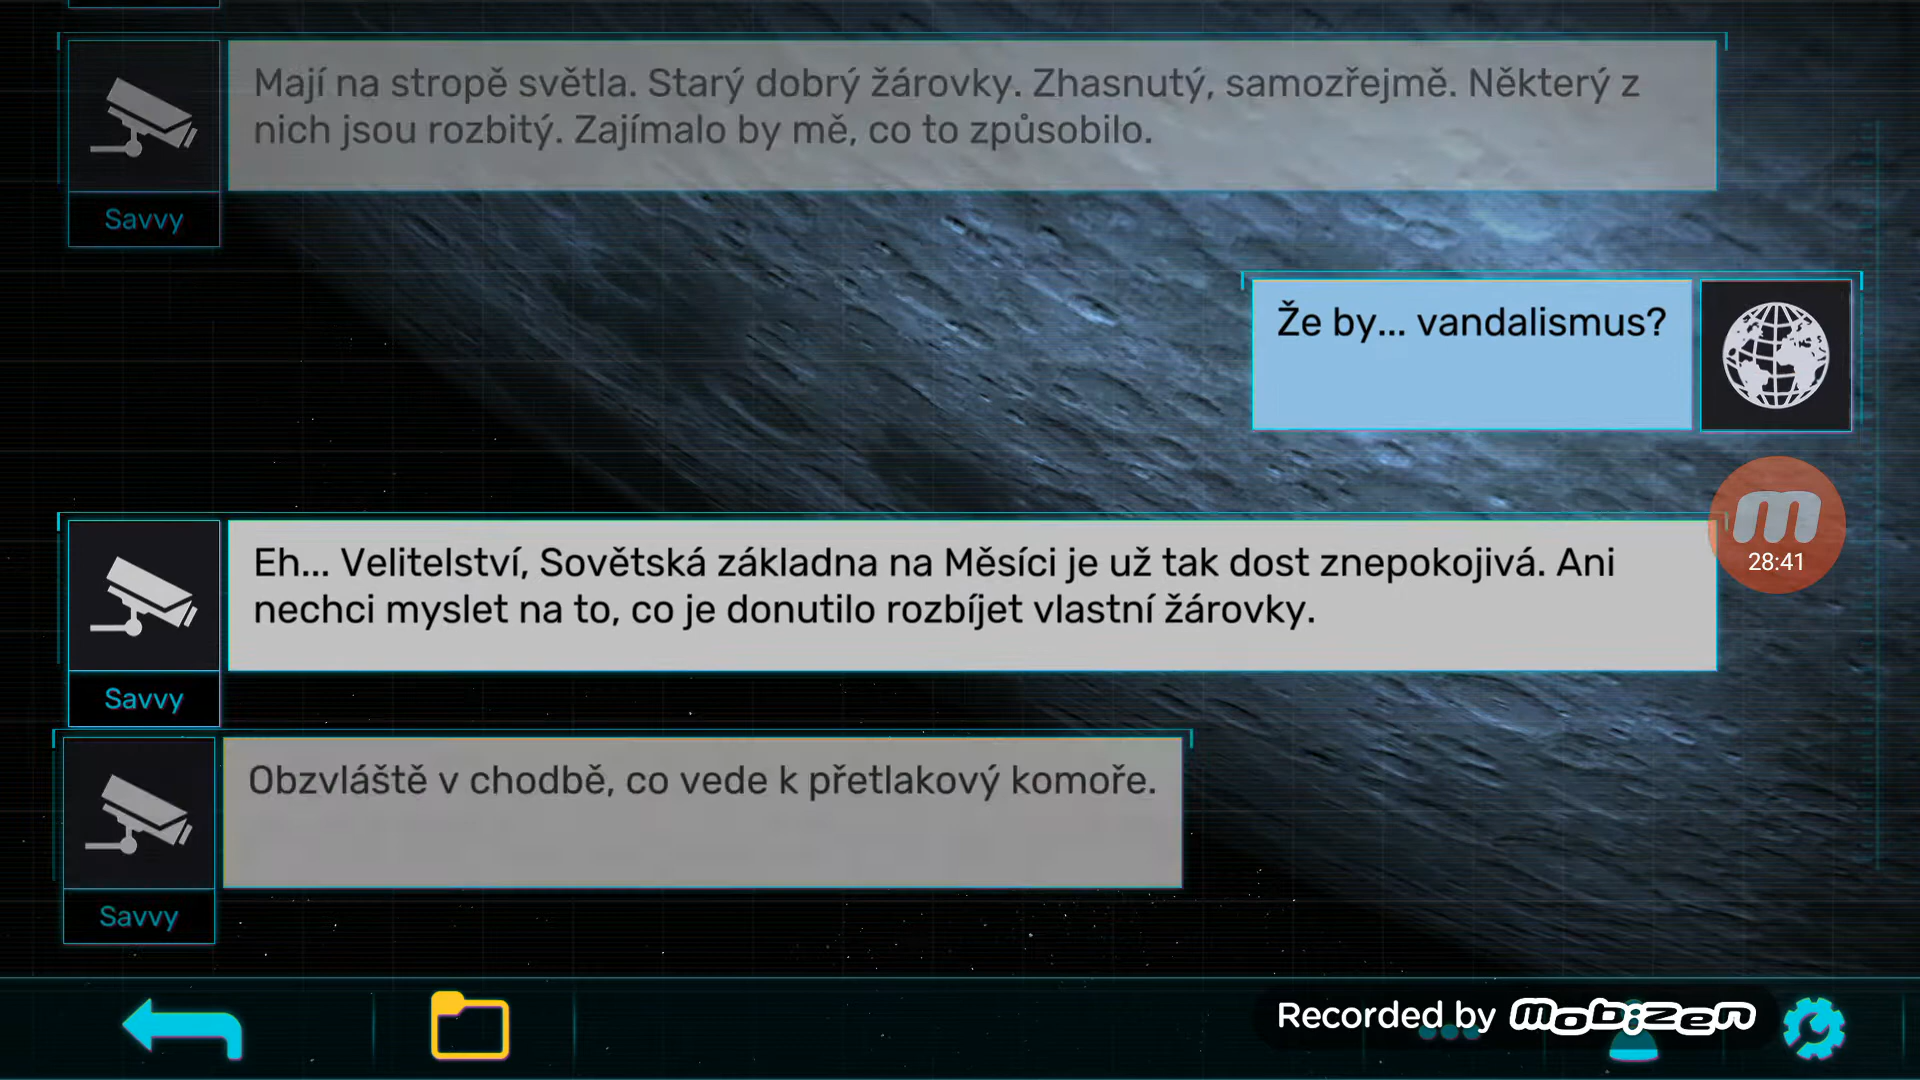 Mají na stropě světla. Starý dobrý žárovky. Zhasnutý, samozřejmě. Některý z
nich jsou rozbitý. Zajímalo by mě, co to způsobilo.
Savvy
Že by... vandalismus?
28:41
Eh... Velitelství, Sovětská základna na Měsíci je už tak dost znepokojivá. Ani
nechci myslet na to, co je donutilo rozbíjet vlastní žárovky.
Savvy
Obzvláště v chodbě, co vede k přetlakový komoře.
Savvy
Recorded by mobizen